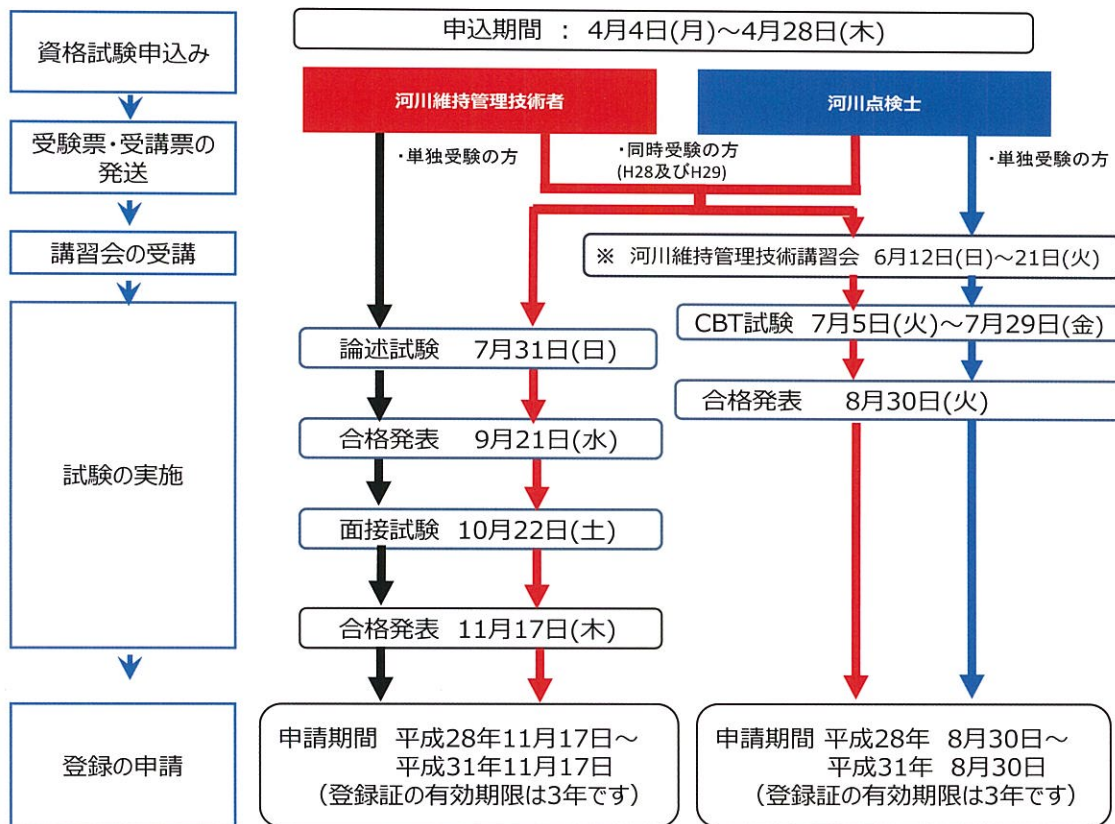 資格試験申込み
受験票・受講票の
発送
講習会の受講
試験の実施
登録の申請
申込期間 : 4月4日(月)～4月28日(木)
河川維持管理技術者
河川点検士
・単独受験の方
・同時受験の方
(H28及びH29)
・単独受験の方
※ 河川維持管理技術講習会 6月12日(日)～21日(火)
論述試験 7月31日(日)
合格発表 9月21日(水)
面接試験 10月22日(土)
合格発表 11月17日(木)
CBT試験 7月5日(火)～7月29日(金)
合格発表 8月30日(火)
申請期間 平成28年11月17日～
平成31年11月17日
（登録証の有効期限は3年です）
申請期間 平成28年 8月30日～
平成31年 8月30日
（登録証の有効期限は3年です）